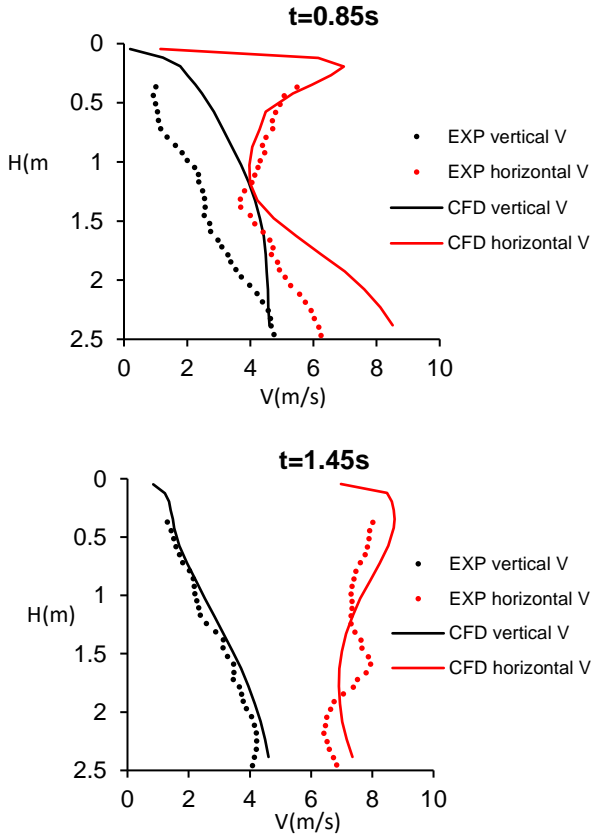 t=0.85s
0
0.5
1
1.5
2
2.5
H(m
0 2 4 6 8 10
V(m/s)
EXP vertical V
EXP horizontal V
CFD vertical V
CFD horizontal V
t=1.45s
0
0.5
1
1.5
2
2.5
H(m)
0 2 4 6 8 10
V(m/s)
EXP vertical V
EXP horizontal V
CFD vertical V
CFD horizontal V